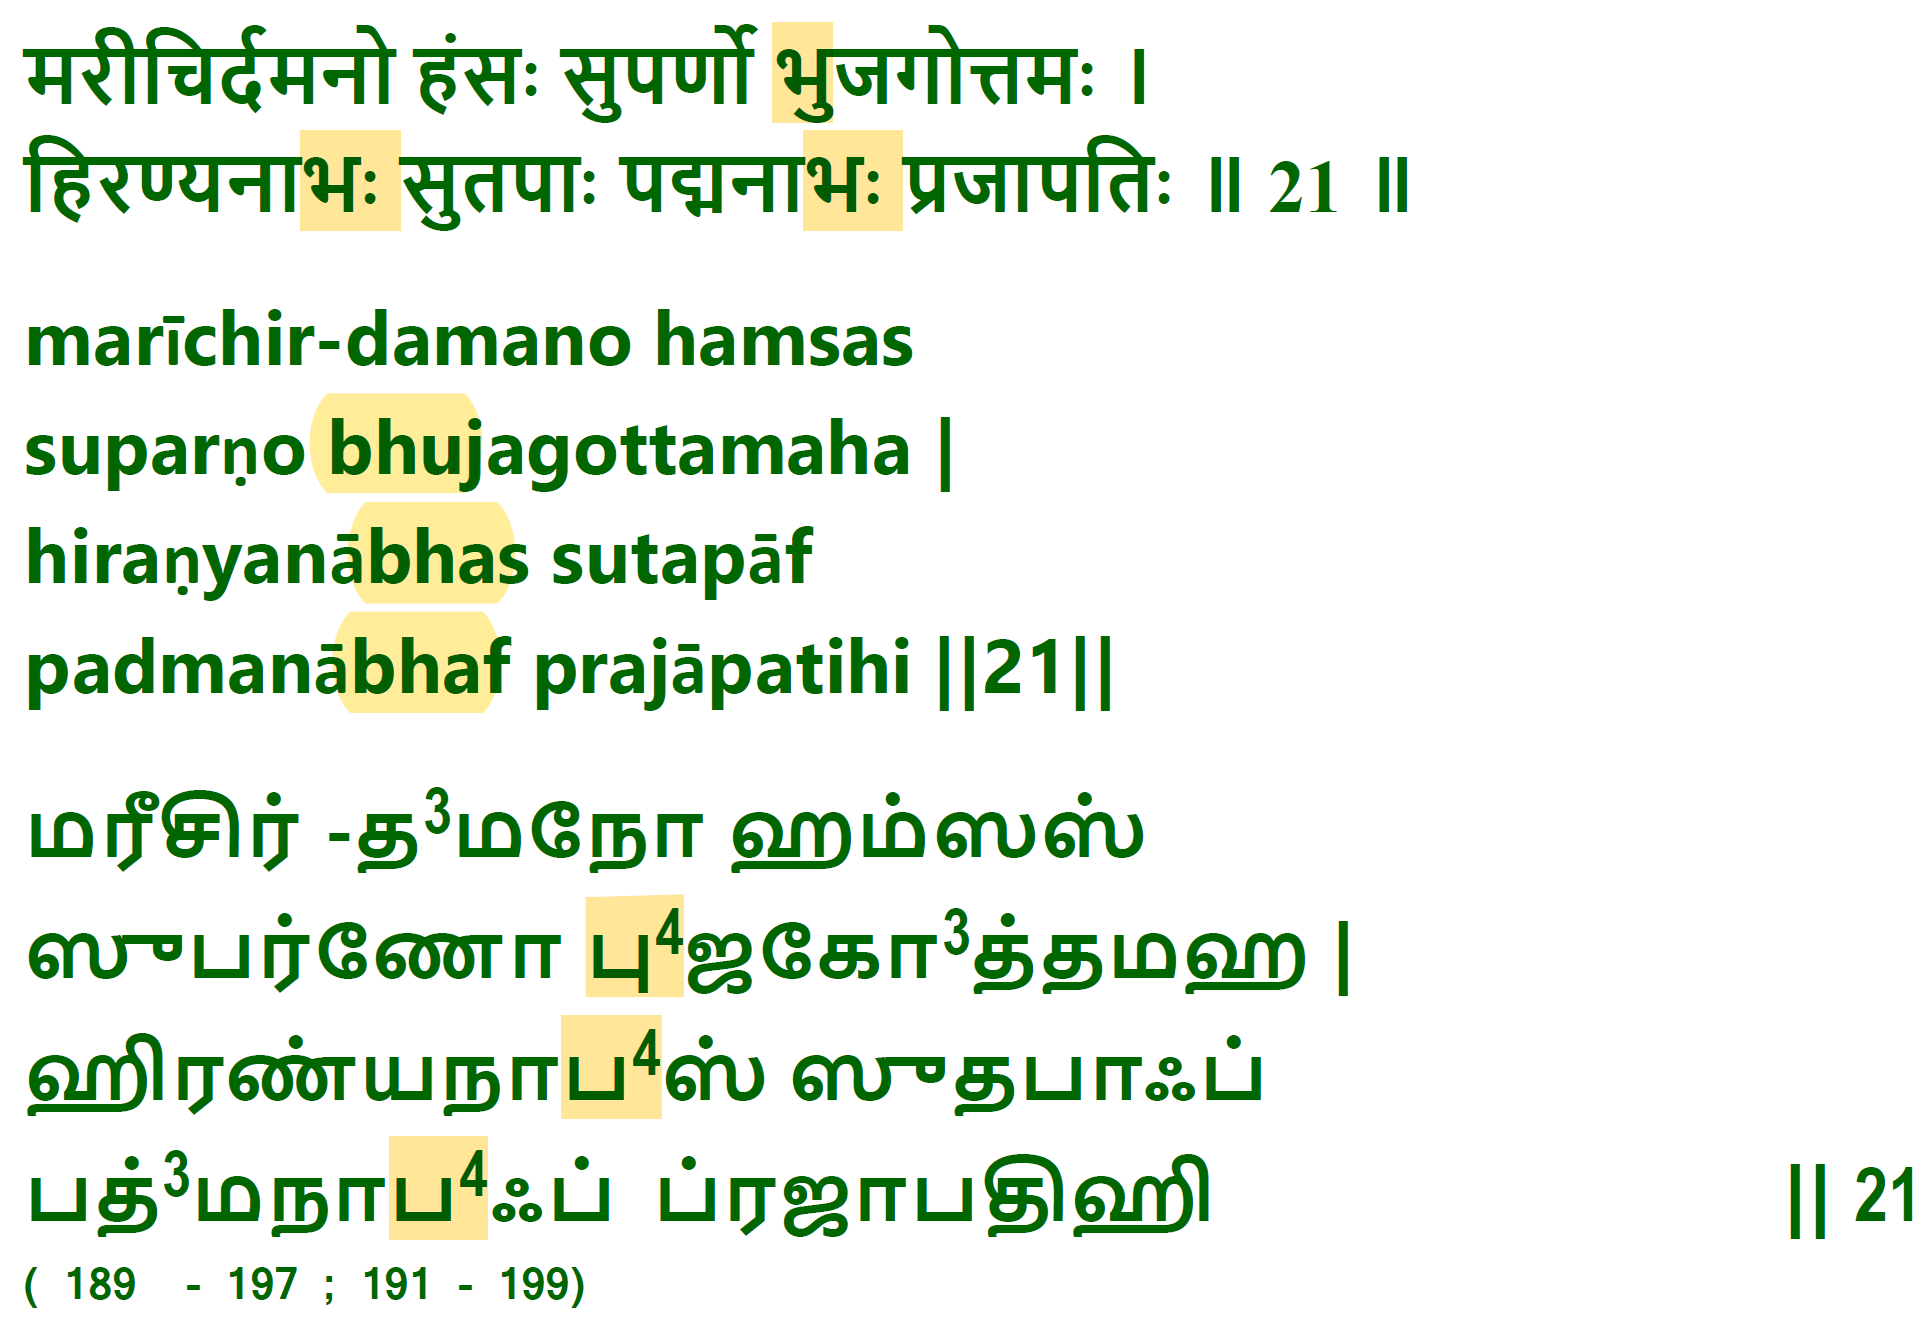 मरीचिर्दमनो हंसः सुपर्णो भुजगोत्तमः ।
हिरण्यनाभः सुतपाः पद्मनाभः प्रजापतिः ॥ 21 ॥
marīchir-damano hamsas
suparṇo bhujagottamaha |
hiraṇyanābhas sutapāf
padmanābhaf prajāpatihi ||21||
மரீசிர் -த³மநோ ஹம்ஸஸ்
ஸுபர்ணோ பு⁴ஜகோ³த்தமஹ |
ஹிரண்யநாப⁴ஸ் ஸுதபாஃப்
பத்³மநாப⁴ஃப் ப்ரஜாபதிஹி || 21
( 189 - 197 ; 191 - 199)